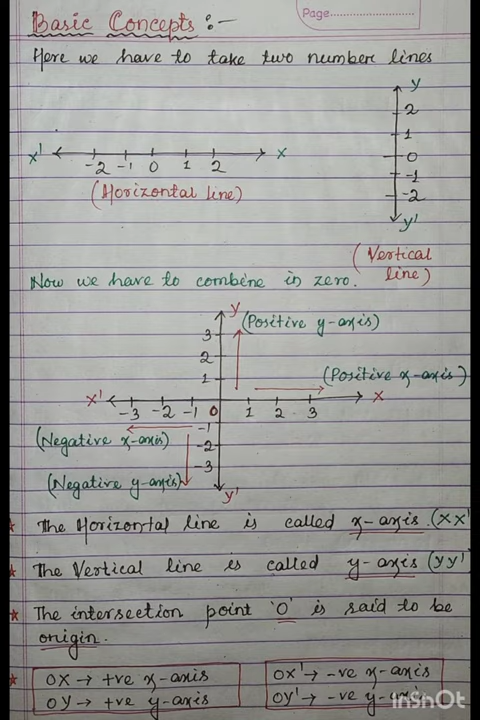 Page
Basic Concepts :-
Here we have to take two number lines
y
2
1
0
-1
-2
y'
x' -2 -1 0 1 2 x
(Horizontal line)
(Vertical line)
Now we have to combine in zero.
y
(Positive y-axis)
3
2
1
(Positive x-axis)
x' -3 -2 -1 0 1 2 3 x
-1
-2
-3
(Negative x-axis)
(Negative y-axis)
y'
* The Horizontal line is called x-axis. (XX'
* The Vertical line is called y-axis (yy'
* The intersection point 'O' is said to be
origin.
* OX → +ve x-axis
OY → +ve y-axis
OX' → -ve x-axis
OY' → -ve y-axis
InShOt